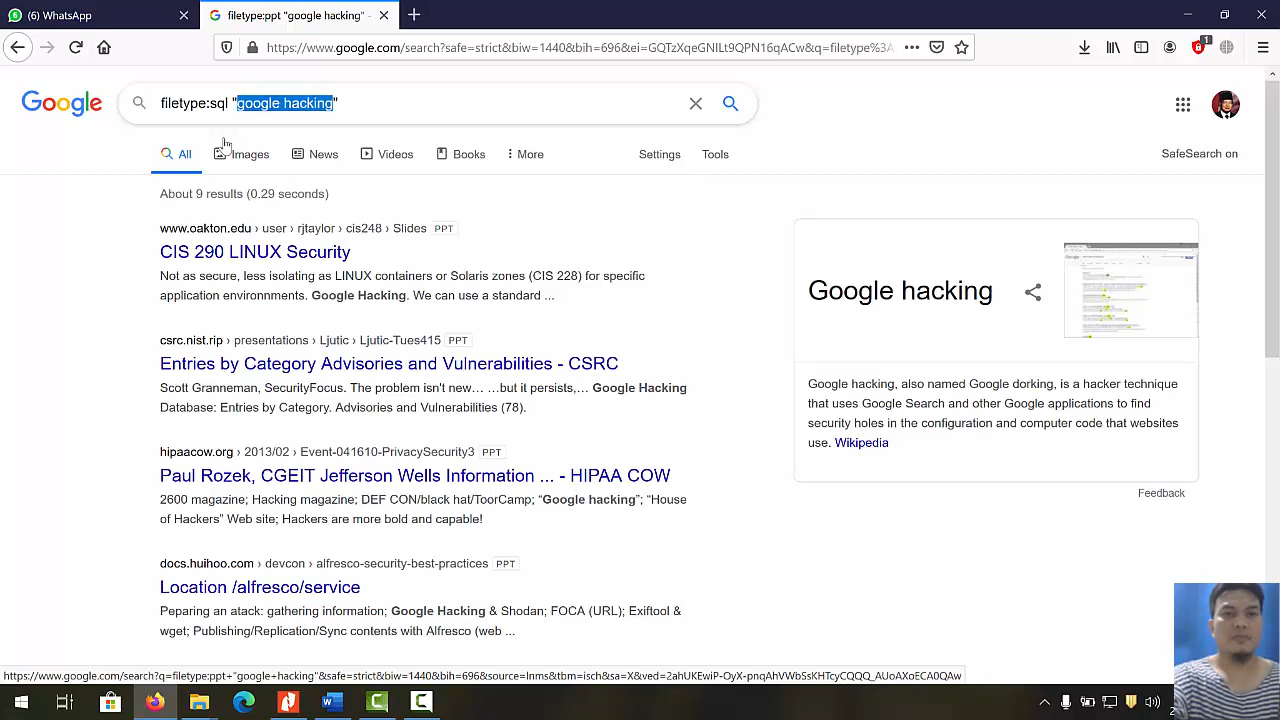 (6) WhatsApp
filetype:ppt "google hacking" -
https://www.google.com/search?safe=strict&biw=1440&bih=696&ei=GQTzXqeGNILt9QPN16qACw&q=filetype%3A
1
Google
filetype:sql "google hacking"
All
Images
News
Videos
Books
More
Settings
Tools
SafeSearch on
About 9 results (0.29 seconds)
www.oakton.edu › user › rjtaylor › cis248 › Slides PPT
CIS 290 LINUX Security
Not as secure, less isolating as LINUX containers on Solaris Zones (CIS-228) for specific
application environnments. Google Hacking. We can use a standard ...
csrc.nist.rip › presentations › Ljutic › Ljutic-Tues415 PPT
Entries by Category Advisories and Vulnerabilities - CSRC
Scott Granneman, SecurityFocus. The problem isn't new… …but it persists,… Google Hacking
Database: Entries by Category. Advisories and Vulnerabilities (78).
hipaacow.org › 2013/02 › Event-041610-PrivacySecurity3 PPT
Paul Rozek, CGEIT Jefferson Wells Information ... - HIPAA COW
2600 magazine; Hacking magazine; DEF CON/black hat/ToorCamp; “Google hacking”; “House
of Hackers” Web site; Hackers are more bold and capable!
docs.huihoo.com › devcon › alfresco-security-best-practices PPT
Location /alfresco/service
Peparing an atack: gathering information; Google Hacking & Shodan; FOCA (URL); Exiftool &
wget; Publishing/Replication/Sync contents with Alfresco (web ...
Google hacking
Google hacking, also named Google dorking, is a hacker technique
that uses Google Search and other Google applications to find
security holes in the configuration and computer code that websites
use. Wikipedia
Feedback
https://www.google.com/search?q=filetype:ppt+"google+hacking"&safe=strict&biw=1440&bih=696&source=lnms&tbm=isch&sa=X&ved=2ahUKEwiP-OyX-pnqAhVWbSsKHTcyCQQQ_AUoAXoECA0QAw